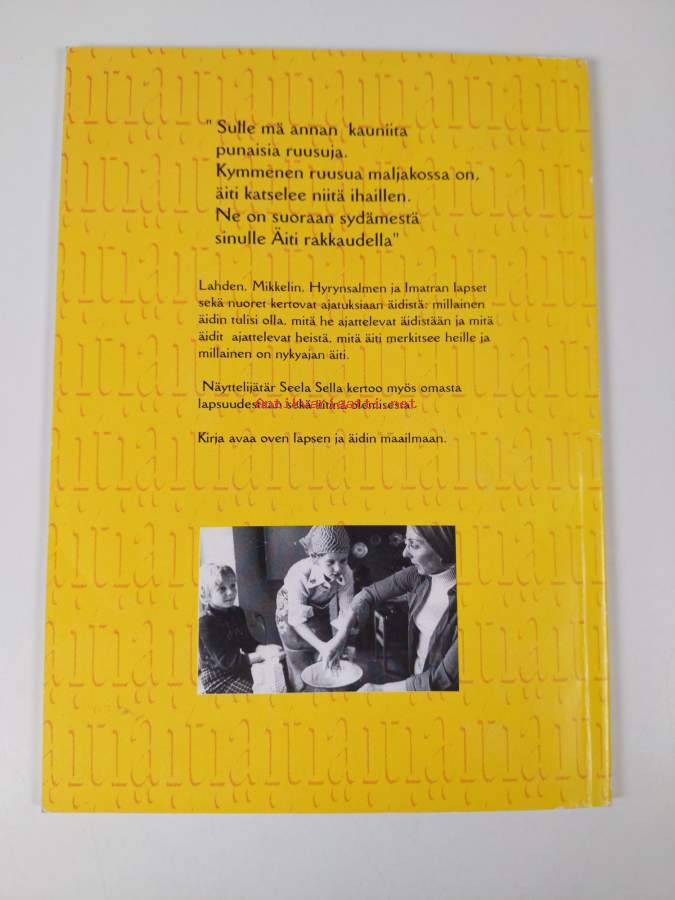 " Sulle mä annan kauniita
punaisia ruusuja.
Kymmenen ruusua maljakossa on,
äiti katselee niitä ihaillen.
Ne on suoraan sydämestä
sinulle Äiti rakkaudella"
Lahden, Mikkelin, Hyrynsalmen ja Imatran lapset
sekä nuoret kertovat ajatuksiaan äidistä: millainen
äidin tulisi olla, mitä he ajattelevat äidistään ja mitä
äidit ajattelevat heistä, mitä äiti merkitsee heille ja
millainen on nykyajan äiti.
Näyttelijätär Seela Sella kertoo myös omasta
lapsuudestaan sekä äitinä olemisesta.
Antikvariaatti.net
Kirja avaa oven lapsen ja äidin maailmaan.